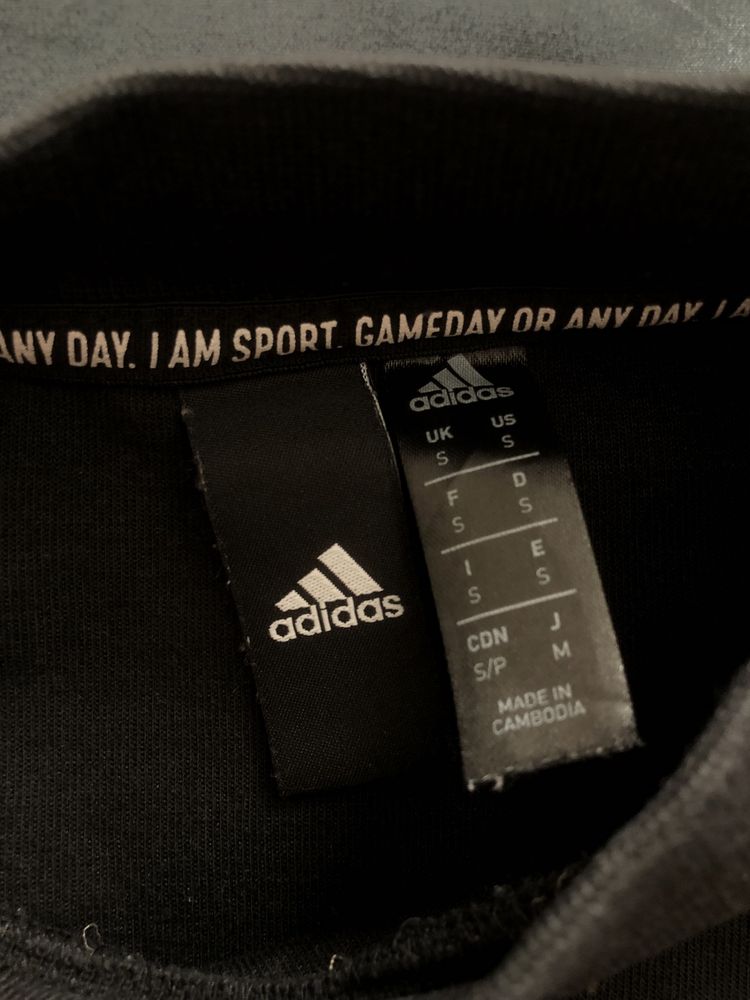 ANY DAY. I AM SPORT. GAMEDAY OR ANY DAY. I A
adidas
adidas
UK US
S S
F D
S S
I E
S S
CDN J
S/P M
MADE IN
CAMBODIA